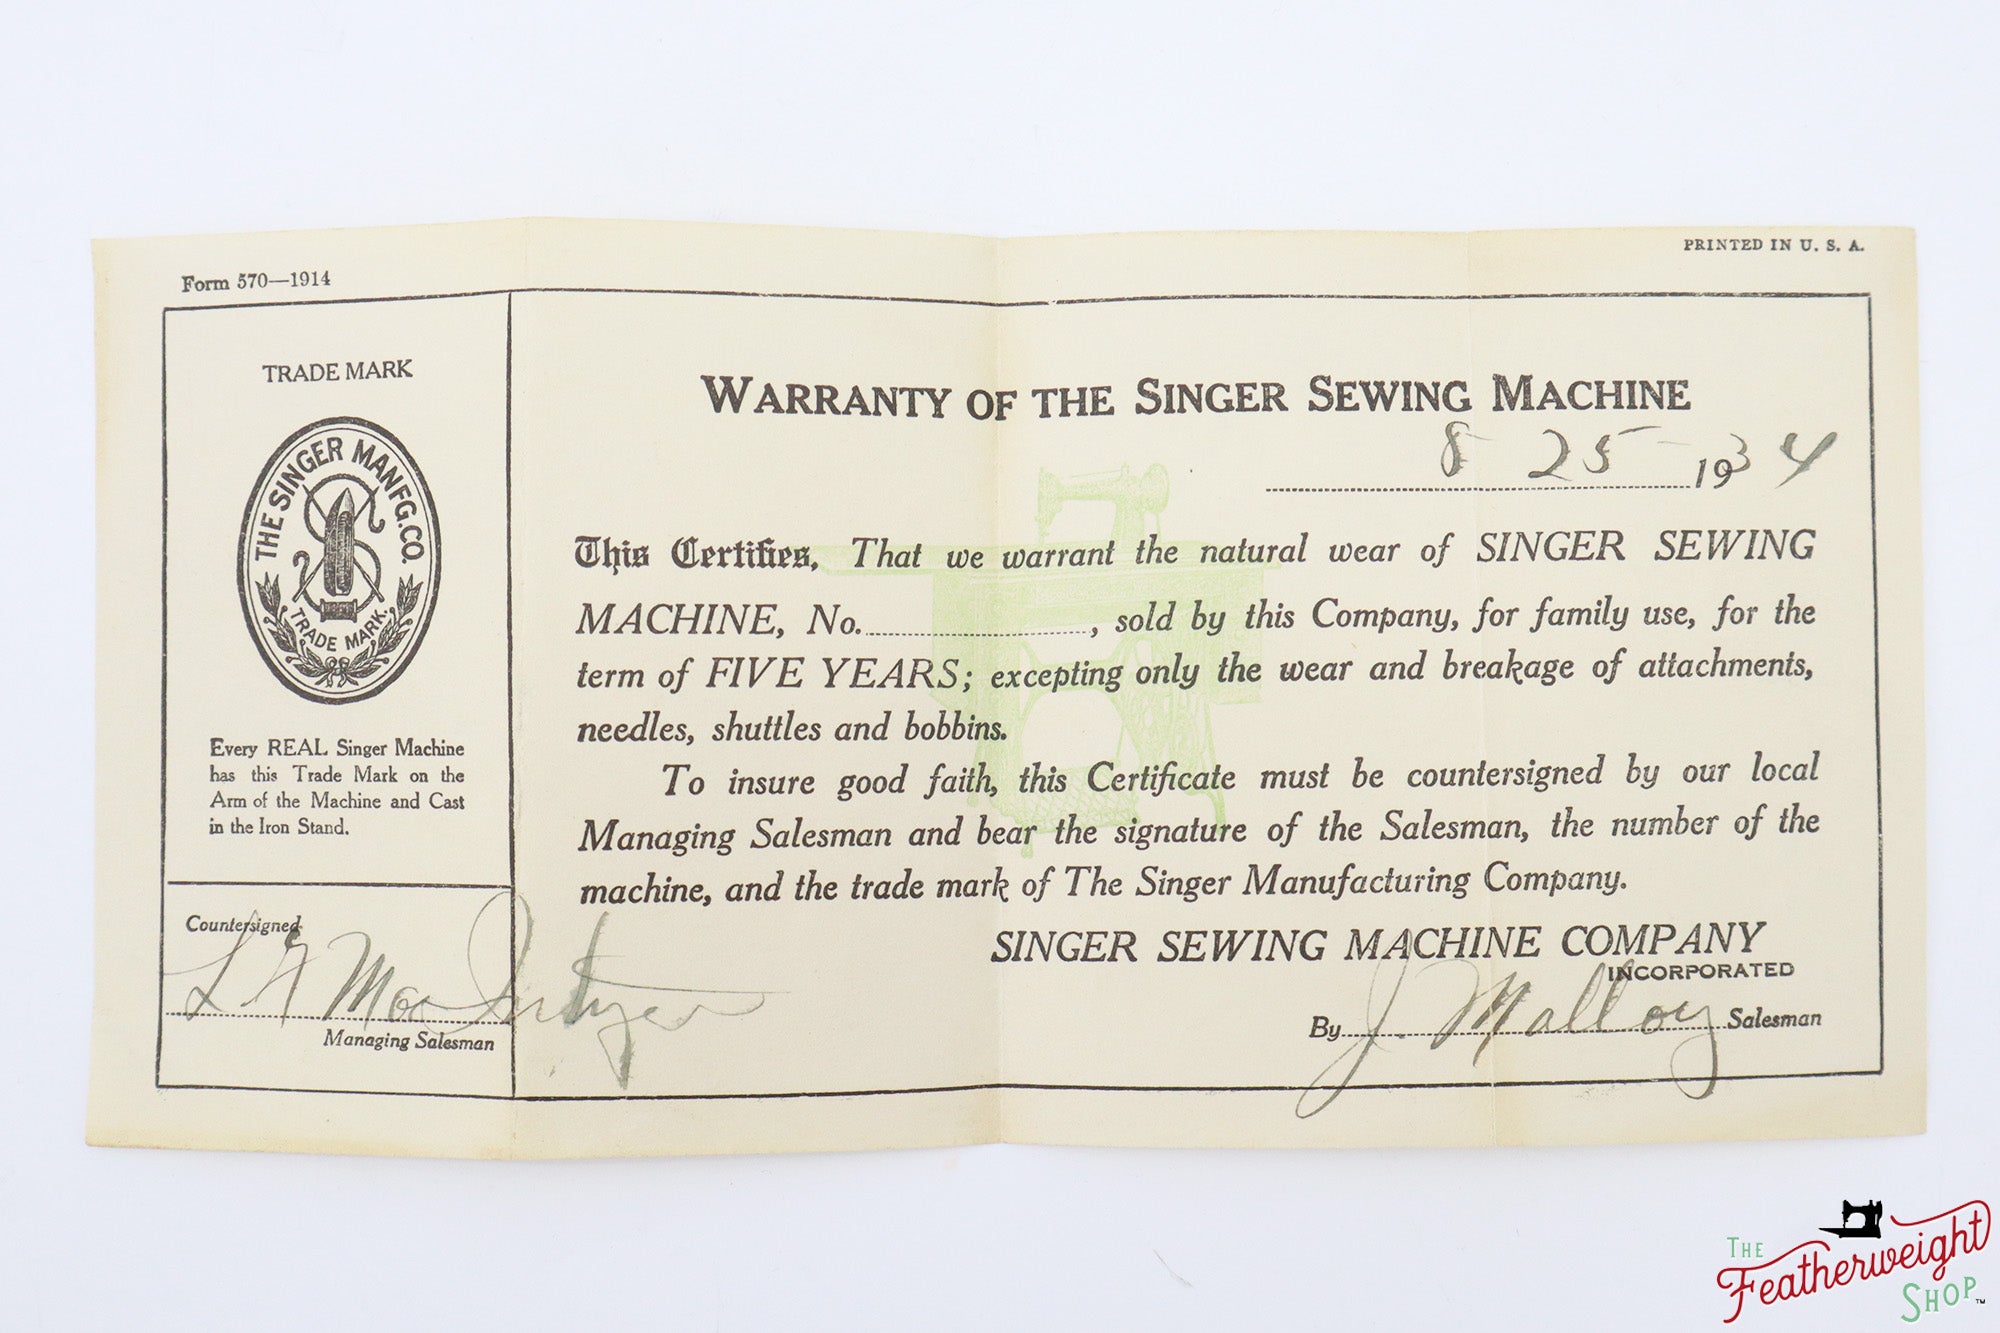 Form 570—1914
PRINTED IN U. S. A.
TRADE MARK
THE SINGER MANFG. CO.
TRADE MARK.
Every REAL Singer Machine
has this Trade Mark on the
Arm of the Machine and Cast
in the Iron Stand.
Countersigned
L
Managing Salesman
WARRANTY OF THE SINGER SEWING MACHINE
8 25 1934
This Certifies, That we warrant the natural wear of SINGER SEWING
MACHINE, No. , sold by this Company, for family use, for the
term of FIVE YEARS; excepting only the wear and breakage of attachments,
needles, shuttles and bobbins.
To insure good faith, this Certificate must be countersigned by our local
Managing Salesman and bear the signature of the Salesman, the number of the
machine, and the trade mark of The Singer Manufacturing Company.
SINGER SEWING MACHINE COMPANY
INCORPORATED
By J. Malloy Salesman
THE
Featherweight
SHOP™